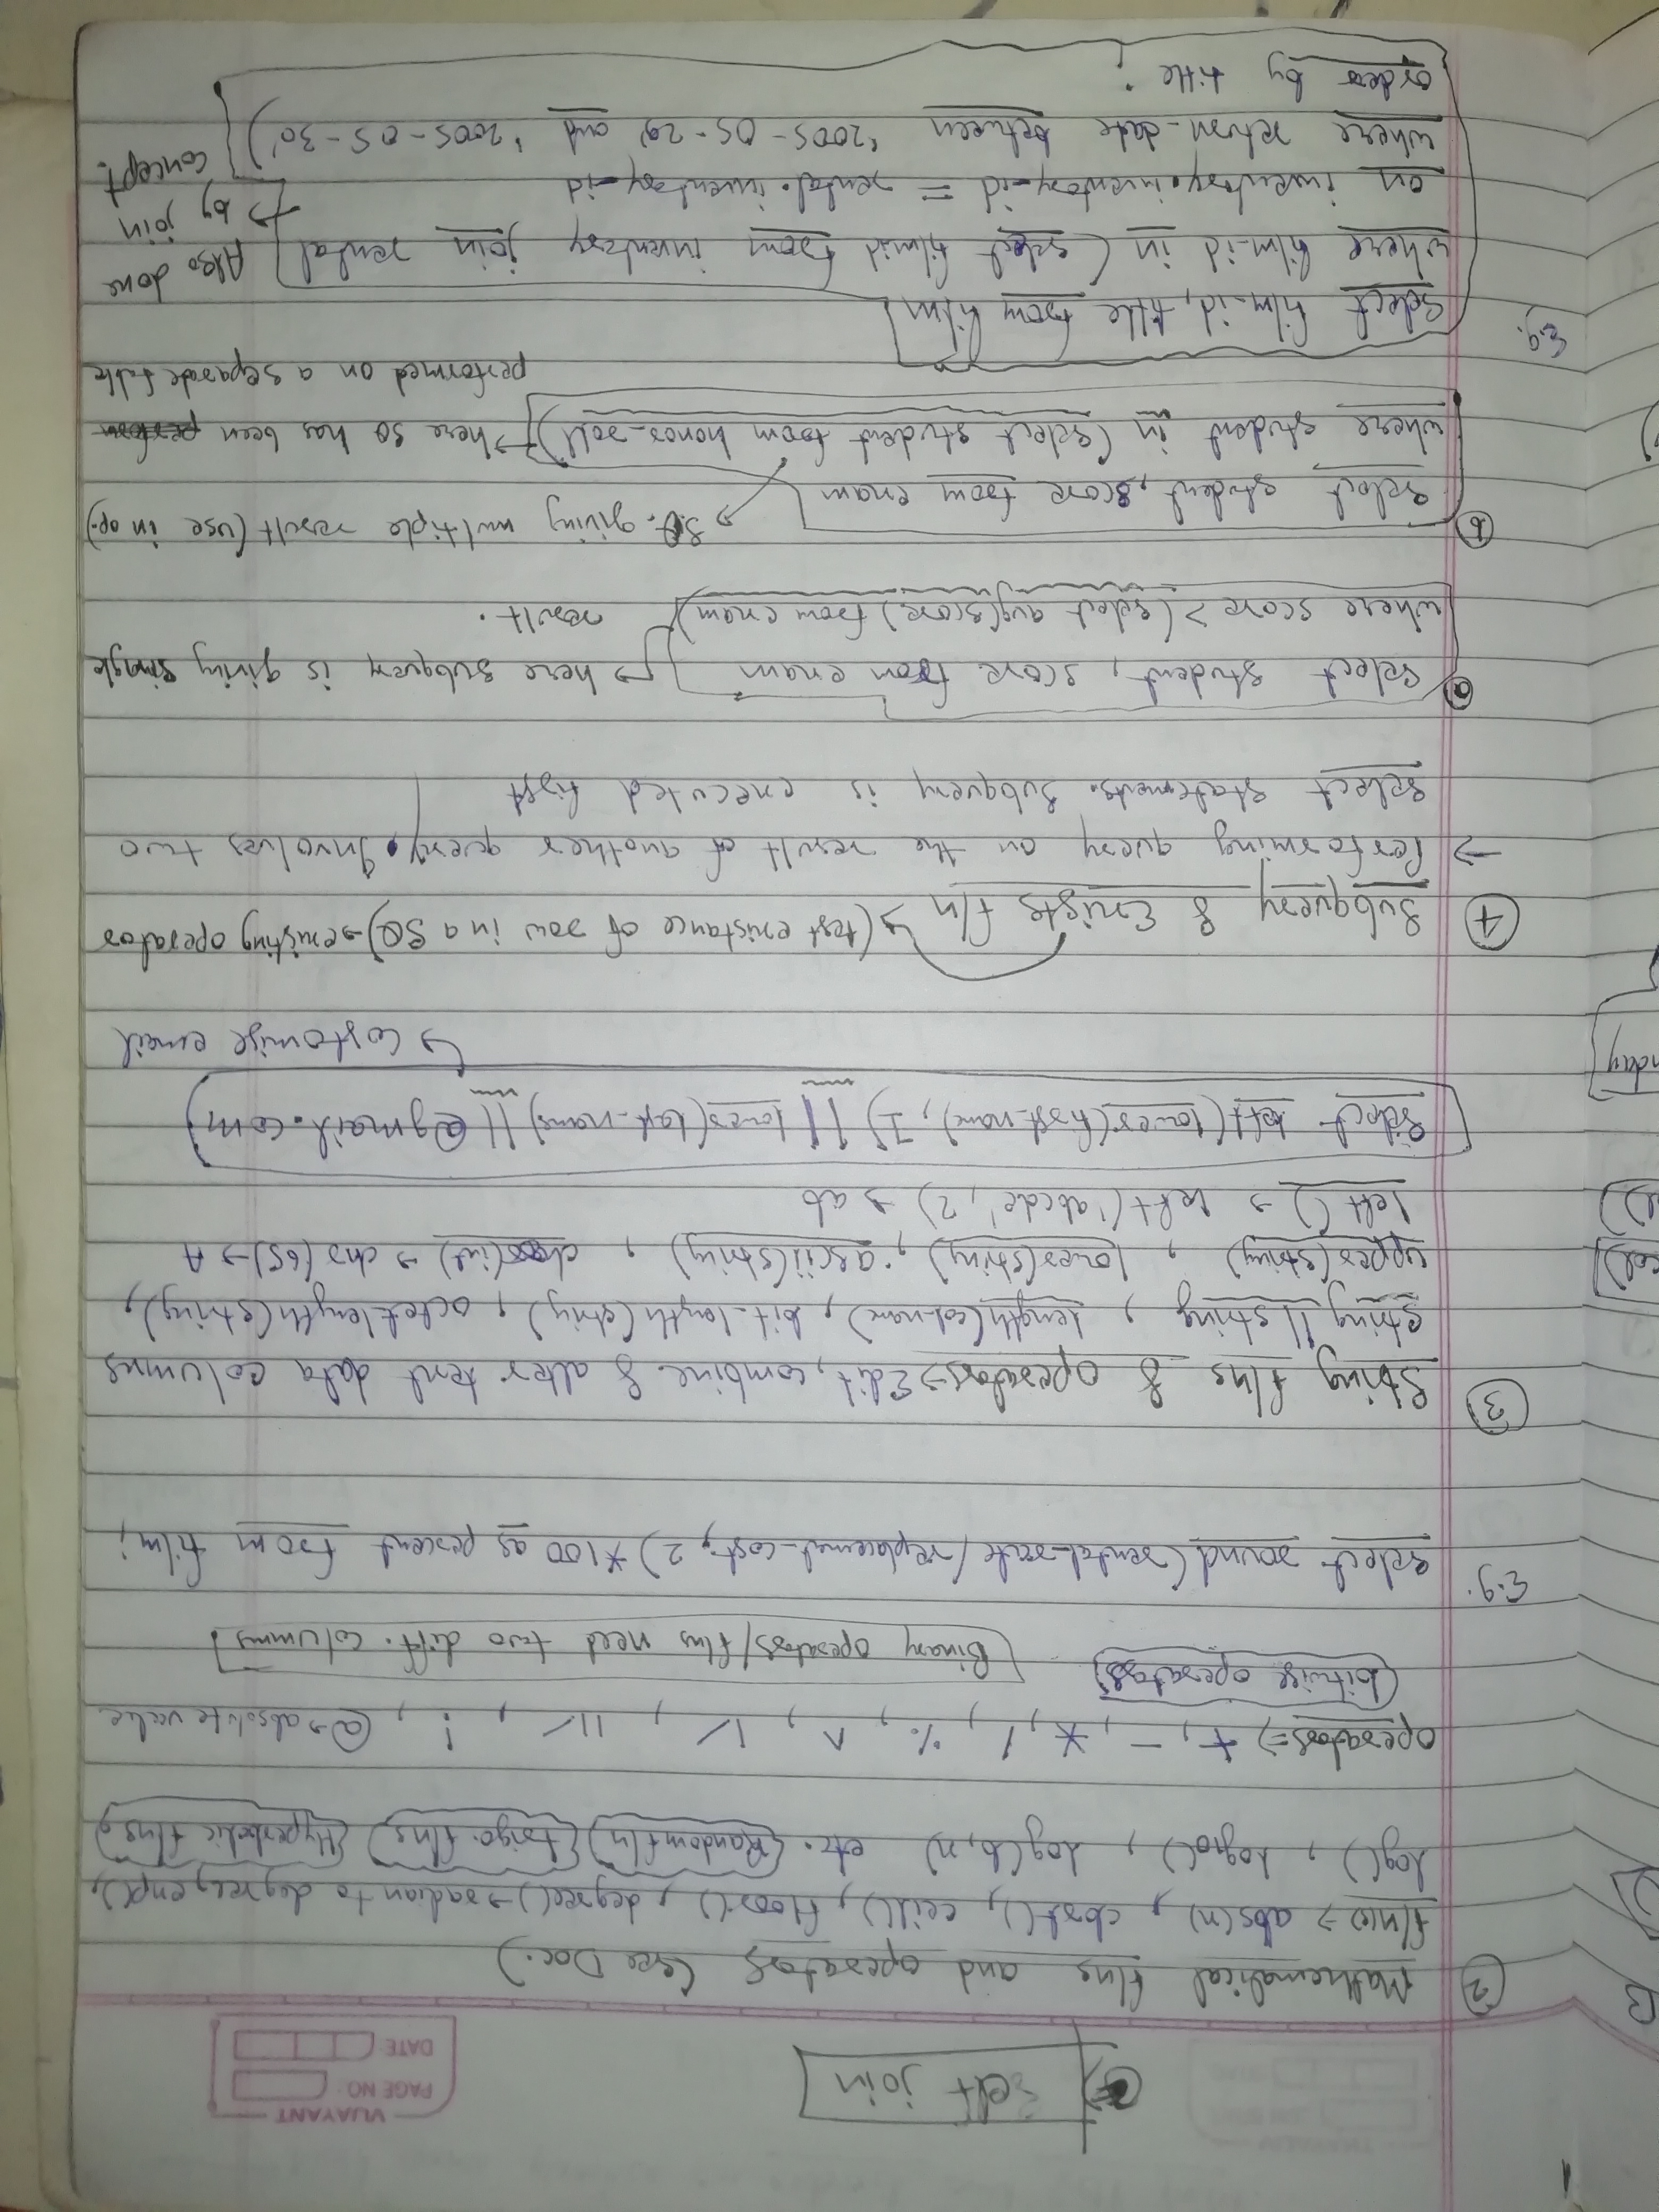 Self join
VIJAYANT
PAGE NO
DATE
② Mathematical f/ns and operators (see Doc.)
f/n(s) → abs(n), cbrt(), ceil(), floor(), degree() → radian to degree, exp(),
log(), log10(), log(b,n) etc. {Random f/n} {trigo. f/ns} {Hyperbolic f/ns}
operators ⇒ +, -, *, /, %, ^, |/, ||/, !, @ → absolute value
(bitwise operators) [Binary operators/f/ns need two diff. columns]
E.g.
select round(rental_rate/replacement_cost, 2) *100 as percent from film;
③ String f/ns & operators → Edit, combine & alter text data columns
string || string, length(col-name), bit_length(string), octet length(string),
upper(string), lower(string), ascii(string), chr(int) → chr(65) → A
left() → left('abcde', 2) → ab
Select left(lower(first_name), 1) || lower(last_name) || @gmail.com
↳ Costomise email
④ Subquery & Exists f/n → (test existance of row in a SQ) → existing operator
→ Performing query on the result of another query. Involves two
select statements. Subquery is executed first
ⓐ select student, score from exam → here subquery is giving single
where score > (select avg(score) from exam) result.
ⓑ → S.Q. giving multiple result (use in op.)
select student, score from exam
where student in (select student from honor_roll) → here SQ has been perform
performed on a separate table
E.g.
select film_id, title from film
where film_id in (select film_id from inventory join rental → Also done by join concept.
on inventory.inventory_id = rental.inventory_id
where return_date between '2005-05-29' and '2005-05-30')
order by title;
B
col)
nday